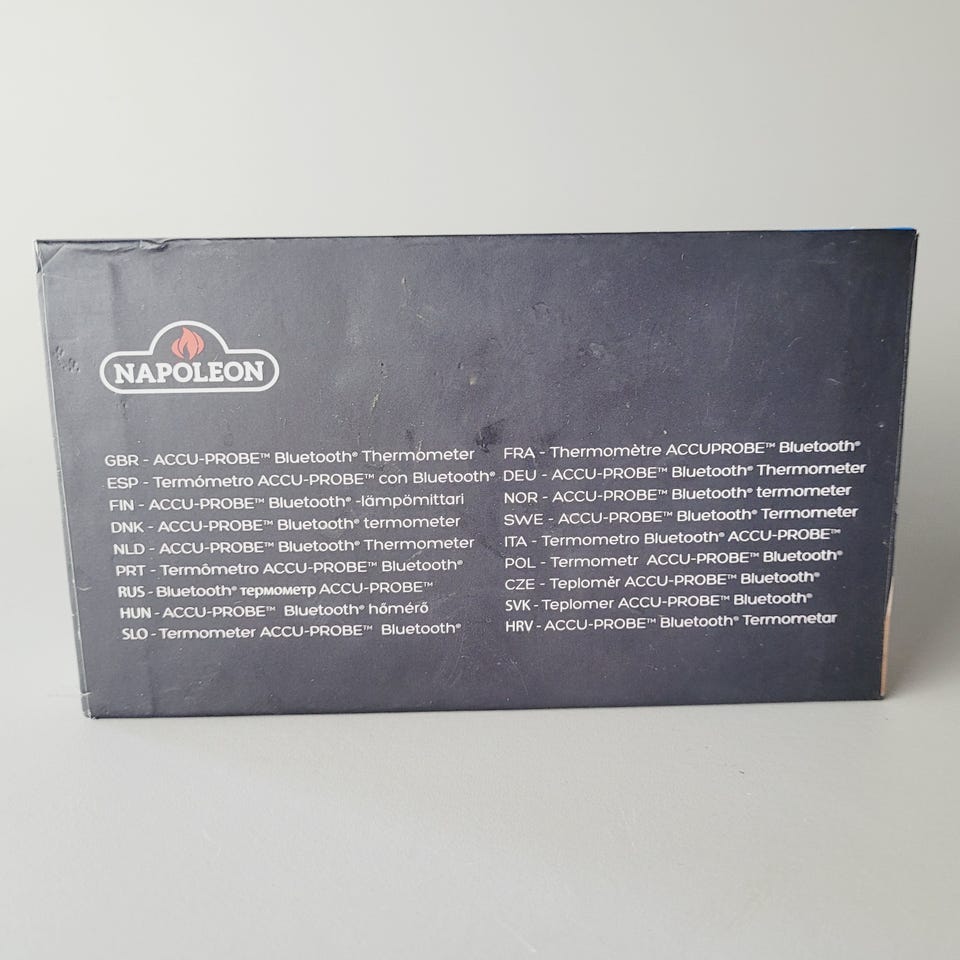 NAPOLEON
GBR - ACCU-PROBE™ Bluetooth® Thermometer
ESP - Termómetro ACCU-PROBE™ con Bluetooth®
FIN - ACCU-PROBE™ Bluetooth® -lämpömittari
DNK - ACCU-PROBE™ Bluetooth® termometer
NLD - ACCU-PROBE™ Bluetooth® Thermometer
PRT - Termômetro ACCU-PROBE™ Bluetooth®
RUS - Bluetooth® термометр ACCU-PROBE™
HUN - ACCU-PROBE™ Bluetooth® hőmérő
SLO - Termometer ACCU-PROBE™ Bluetooth®
FRA - Thermomètre ACCUPROBE™ Bluetooth®
DEU - ACCU-PROBE™ Bluetooth® Thermometer
NOR - ACCU-PROBE™ Bluetooth® termometer
SWE - ACCU-PROBE™ Bluetooth® Termometer
ITA - Termometro Bluetooth® ACCU-PROBE™
POL - Termometr ACCU-PROBE™ Bluetooth®
CZE - Teploměr ACCU-PROBE™ Bluetooth®
SVK - Teplomer ACCU-PROBE™ Bluetooth®
HRV - ACCU-PROBE™ Bluetooth® Termometar